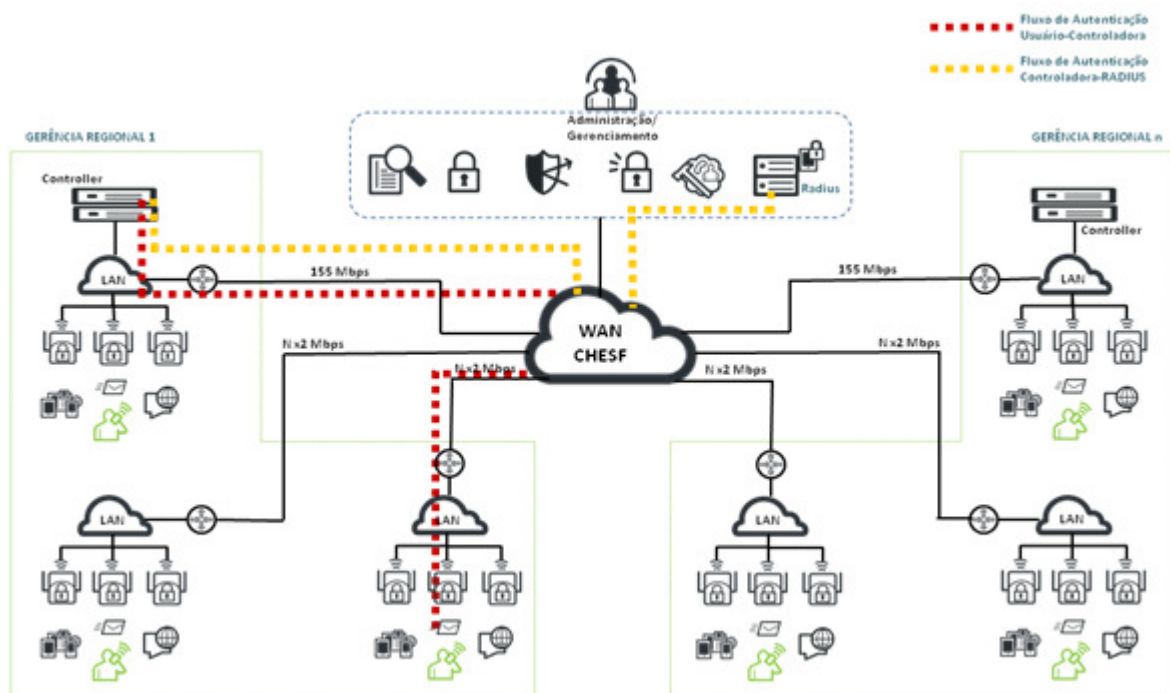 Fluxo de Autenticação
Usuário-Controladora
Fluxo de Autenticação
Controladora-RADIUS
Administração/
Gerenciamento
GERÊNCIA REGIONAL 1
GERÊNCIA REGIONAL n
Controller
Radius
Controller
LAN
155 Mbps
155 Mbps
LAN
WAN
CHESF
N x2 Mbps
N x2 Mbps
N x2 Mbps
N x2 Mbps
LAN
LAN
LAN
LAN